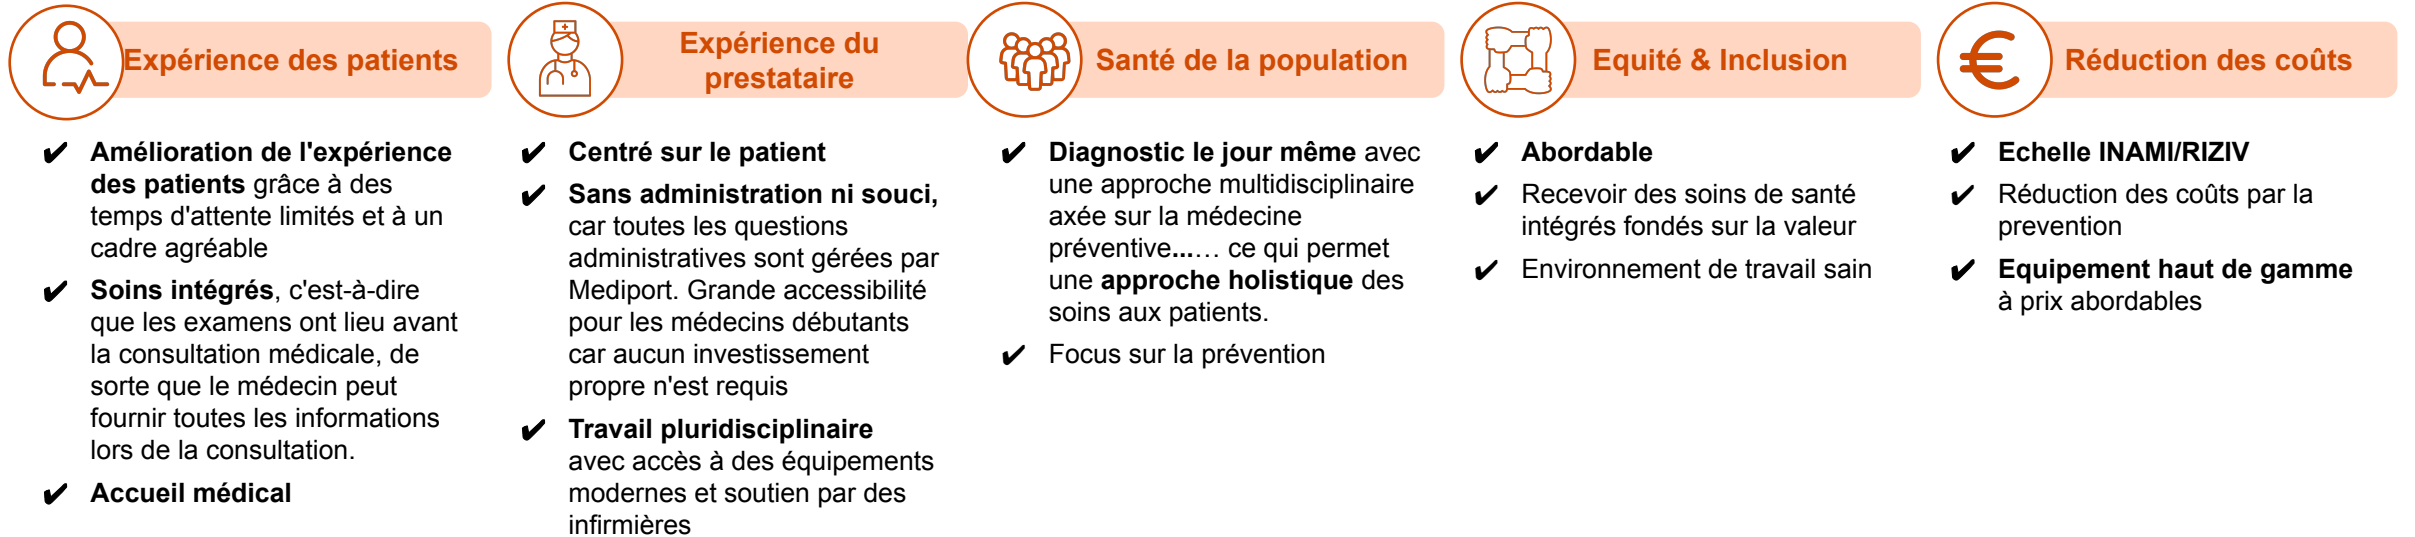 Expérience des patients
✔ Amélioration de l'expérience
des patients grâce à des
temps d'attente limités et à un
cadre agréable
✔ Soins intégrés, c'est-à-dire
que les examens ont lieu avant
la consultation médicale, de
sorte que le médecin peut
fournir toutes les informations
lors de la consultation.
✔ Accueil médical
Expérience du
prestataire
✔ Centré sur le patient
✔ Sans administration ni souci,
car toutes les questions
administratives sont gérées par
Mediport. Grande accessibilité
pour les médecins débutants
car aucun investissement
propre n'est requis
✔ Travail pluridisciplinaire
avec accès à des équipements
modernes et soutien par des
infirmières
Santé de la population
✔ Diagnostic le jour même avec
une approche multidisciplinaire
axée sur la médecine
préventive...… ce qui permet
une approche holistique des
soins aux patients.
✔ Focus sur la prévention
Equité & Inclusion
✔ Abordable
✔ Recevoir des soins de santé
intégrés fondés sur la valeur
✔ Environnement de travail sain
Réduction des coûts
✔ Echelle INAMI/RIZIV
✔ Réduction des coûts par la
prevention
✔ Equipement haut de gamme
à prix abordables